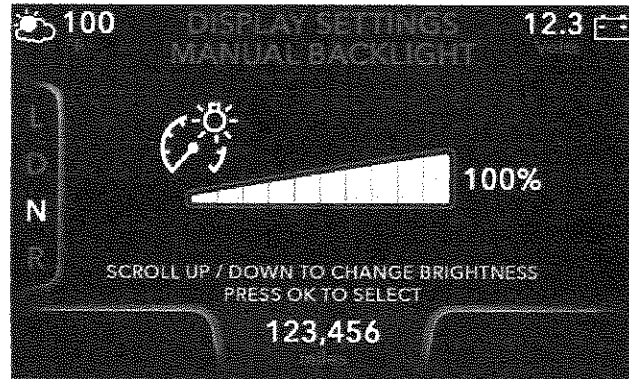 100
DISPLAY SETTINGS
12.3
MANUAL BACKLIGHT
L
D
N
R
100%
SCROLL UP / DOWN TO CHANGE BRIGHTNESS
PRESS OK TO SELECT
123,456